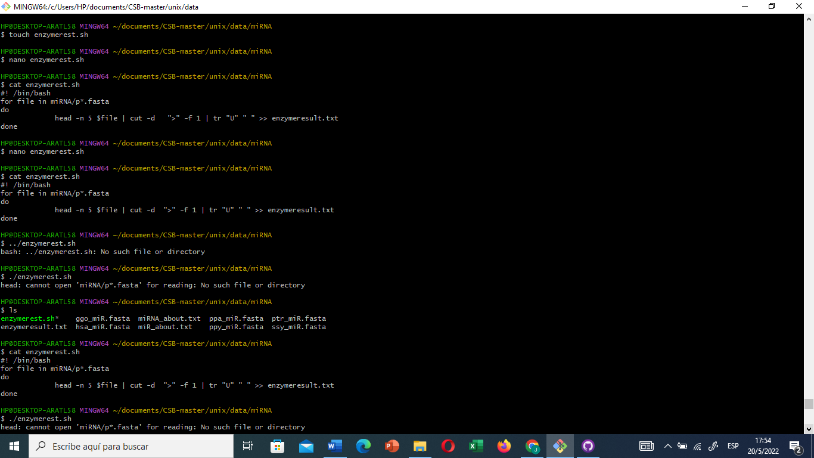 MINGW64:/c/Users/HP/documents/CSB-master/unix/data
HP@DESKTOP-ARATL58 MINGW64 ~/documents/CSB-master/unix/data/miRNA
$ touch enzymerest.sh
HP@DESKTOP-ARATL58 MINGW64 ~/documents/CSB-master/unix/data/miRNA
$ nano enzymerest.sh
HP@DESKTOP-ARATL58 MINGW64 ~/documents/CSB-master/unix/data/miRNA
$ cat enzymerest.sh
#! /bin/bash
for file in miRNA/p*.fasta
do
head -n 5 $file | cut -d   ">" -f 1 | tr "U" " " >> enzymeresult.txt
done
HP@DESKTOP-ARATL58 MINGW64 ~/documents/CSB-master/unix/data/miRNA
$ nano enzymerest.sh
HP@DESKTOP-ARATL58 MINGW64 ~/documents/CSB-master/unix/data/miRNA
$ cat enzymerest.sh
#! /bin/bash
for file in miRNA/p*.fasta
do
head -n 5 $file | cut -d  ">" -f 1 | tr "U" " " >> enzymeresult.txt
done
HP@DESKTOP-ARATL58 MINGW64 ~/documents/CSB-master/unix/data/miRNA
$ ../enzymerest.sh
bash: ../enzymerest.sh: No such file or directory
HP@DESKTOP-ARATL58 MINGW64 ~/documents/CSB-master/unix/data/miRNA
$ ./enzymerest.sh
head: cannot open 'miRNA/p*.fasta' for reading: No such file or directory
HP@DESKTOP-ARATL58 MINGW64 ~/documents/CSB-master/unix/data/miRNA
$ ls
enzymerest.sh*    ggo_miR.fasta  miRNA_about.txt  ppa_miR.fasta  ptr_miR.fasta
enzymeresult.txt  hsa_miR.fasta  miR_about.txt    ppy_miR.fasta  ssy_miR.fasta
HP@DESKTOP-ARATL58 MINGW64 ~/documents/CSB-master/unix/data/miRNA
$ cat enzymerest.sh
#! /bin/bash
for file in miRNA/p*.fasta
do
head -n 5 $file | cut -d  ">" -f 1 | tr "U" " " >> enzymeresult.txt
done
HP@DESKTOP-ARATL58 MINGW64 ~/documents/CSB-master/unix/data/miRNA
$ ./enzymerest.sh
head: cannot open 'miRNA/p*.fasta' for reading: No such file or directory
Escribe aquí para buscar
ESP
17:54
20/5/2022
2